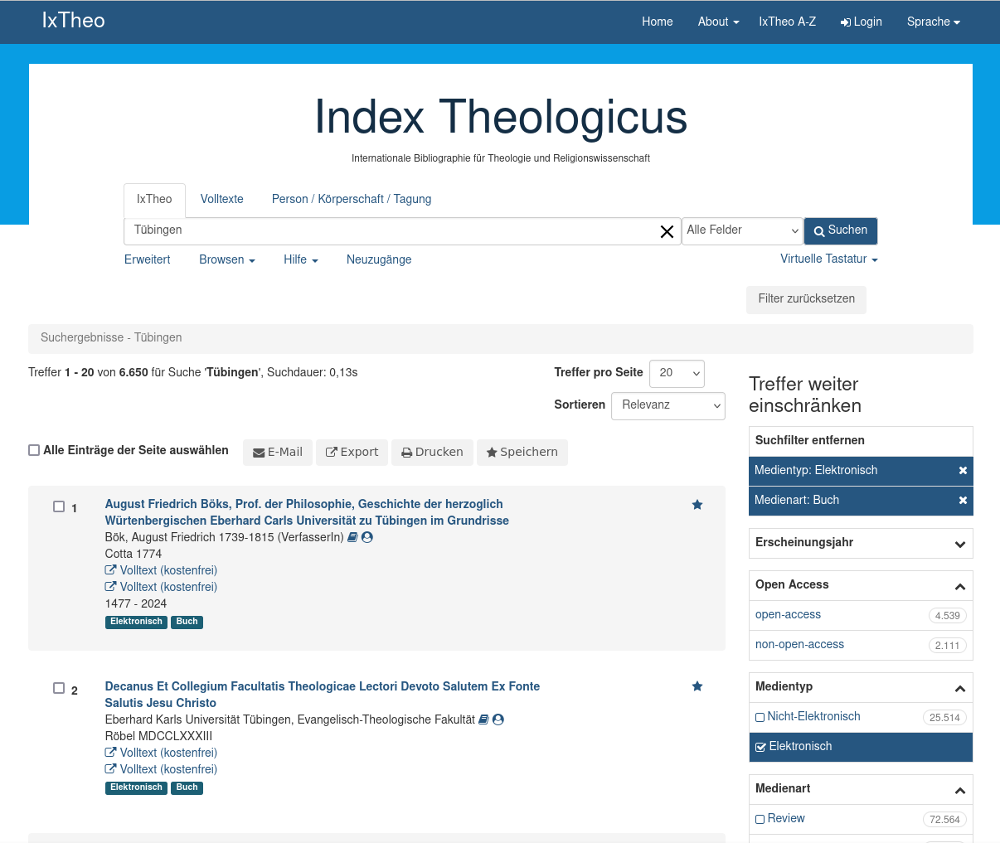 IxTheo
Home About IxTheo A-Z Login Sprache
Index Theologicus
Internationale Bibliographie für Theologie und Religionswissenschaft
IxTheo Volltexte Person / Körperschaft / Tagung
Tübingen Alle Felder Suchen
Erweitert Browsen Hilfe Neuzugänge Virtuelle Tastatur
Filter zurücksetzen
Suchergebnisse - Tübingen
Treffer 1 - 20 von 6.650 für Suche 'Tübingen', Suchdauer: 0,13s
Treffer pro Seite 20
Sortieren Relevanz
Alle Einträge der Seite auswählen E-Mail Export Drucken Speichern
1
August Friedrich Böks, Prof. der Philosophie, Geschichte der herzoglich
Würtenbergischen Eberhard Carls Universität zu Tübingen im Grundrisse
Bök, August Friedrich 1739-1815 (VerfasserIn)
Cotta 1774
Volltext (kostenfrei)
Volltext (kostenfrei)
1477 - 2024
Elektronisch Buch
2
Decanus Et Collegium Facultatis Theologicae Lectori Devoto Salutem Ex Fonte
Salutis Jesu Christo
Eberhard Karls Universität Tübingen, Evangelisch-Theologische Fakultät
Röbel MDCCLXXXIII
Volltext (kostenfrei)
Volltext (kostenfrei)
Elektronisch Buch
Treffer weiter
einschränken
Suchfilter entfernen
Medientyp: Elektronisch
Medienart: Buch
Erscheinungsjahr
Open Access
open-access 4.539
non-open-access 2.111
Medientyp
Nicht-Elektronisch 25.514
Elektronisch
Medienart
Review 72.564